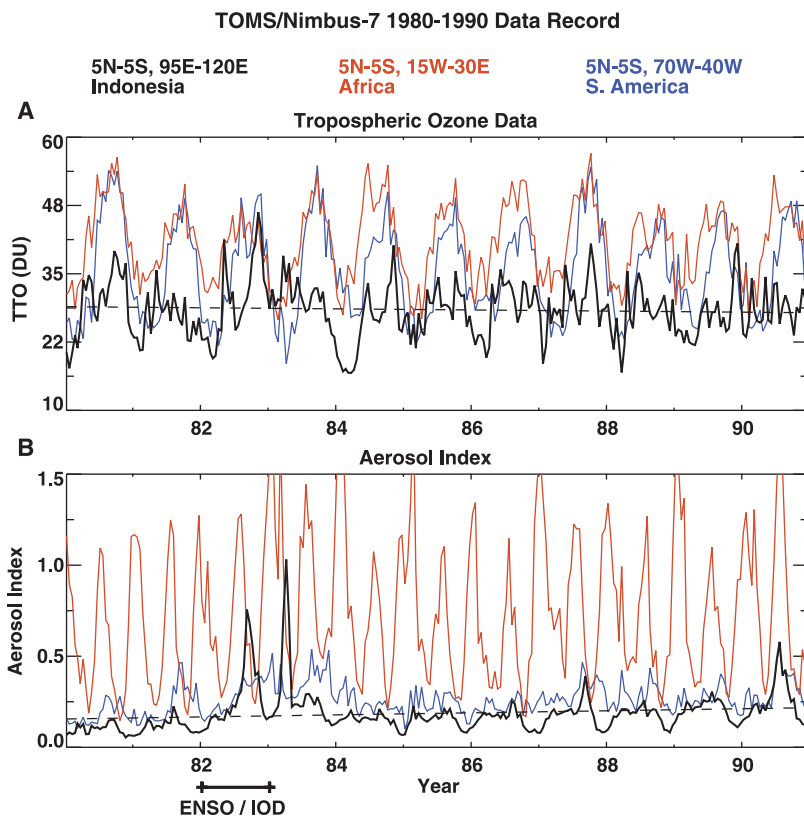 TOMS/Nimbus-7 1980-1990 Data Record
5N-5S, 95E-120E 5N-5S, 15W-30E 5N-5S, 70W-40W
Indonesia Africa S. America
A
Tropospheric Ozone Data
60
48
35
22
10
TTO (DU)
82 84 86 88 90
B
Aerosol Index
1.5
1.0
0.5
0.0
Aerosol Index
82 84 86 88 90
Year
ENSO / IOD